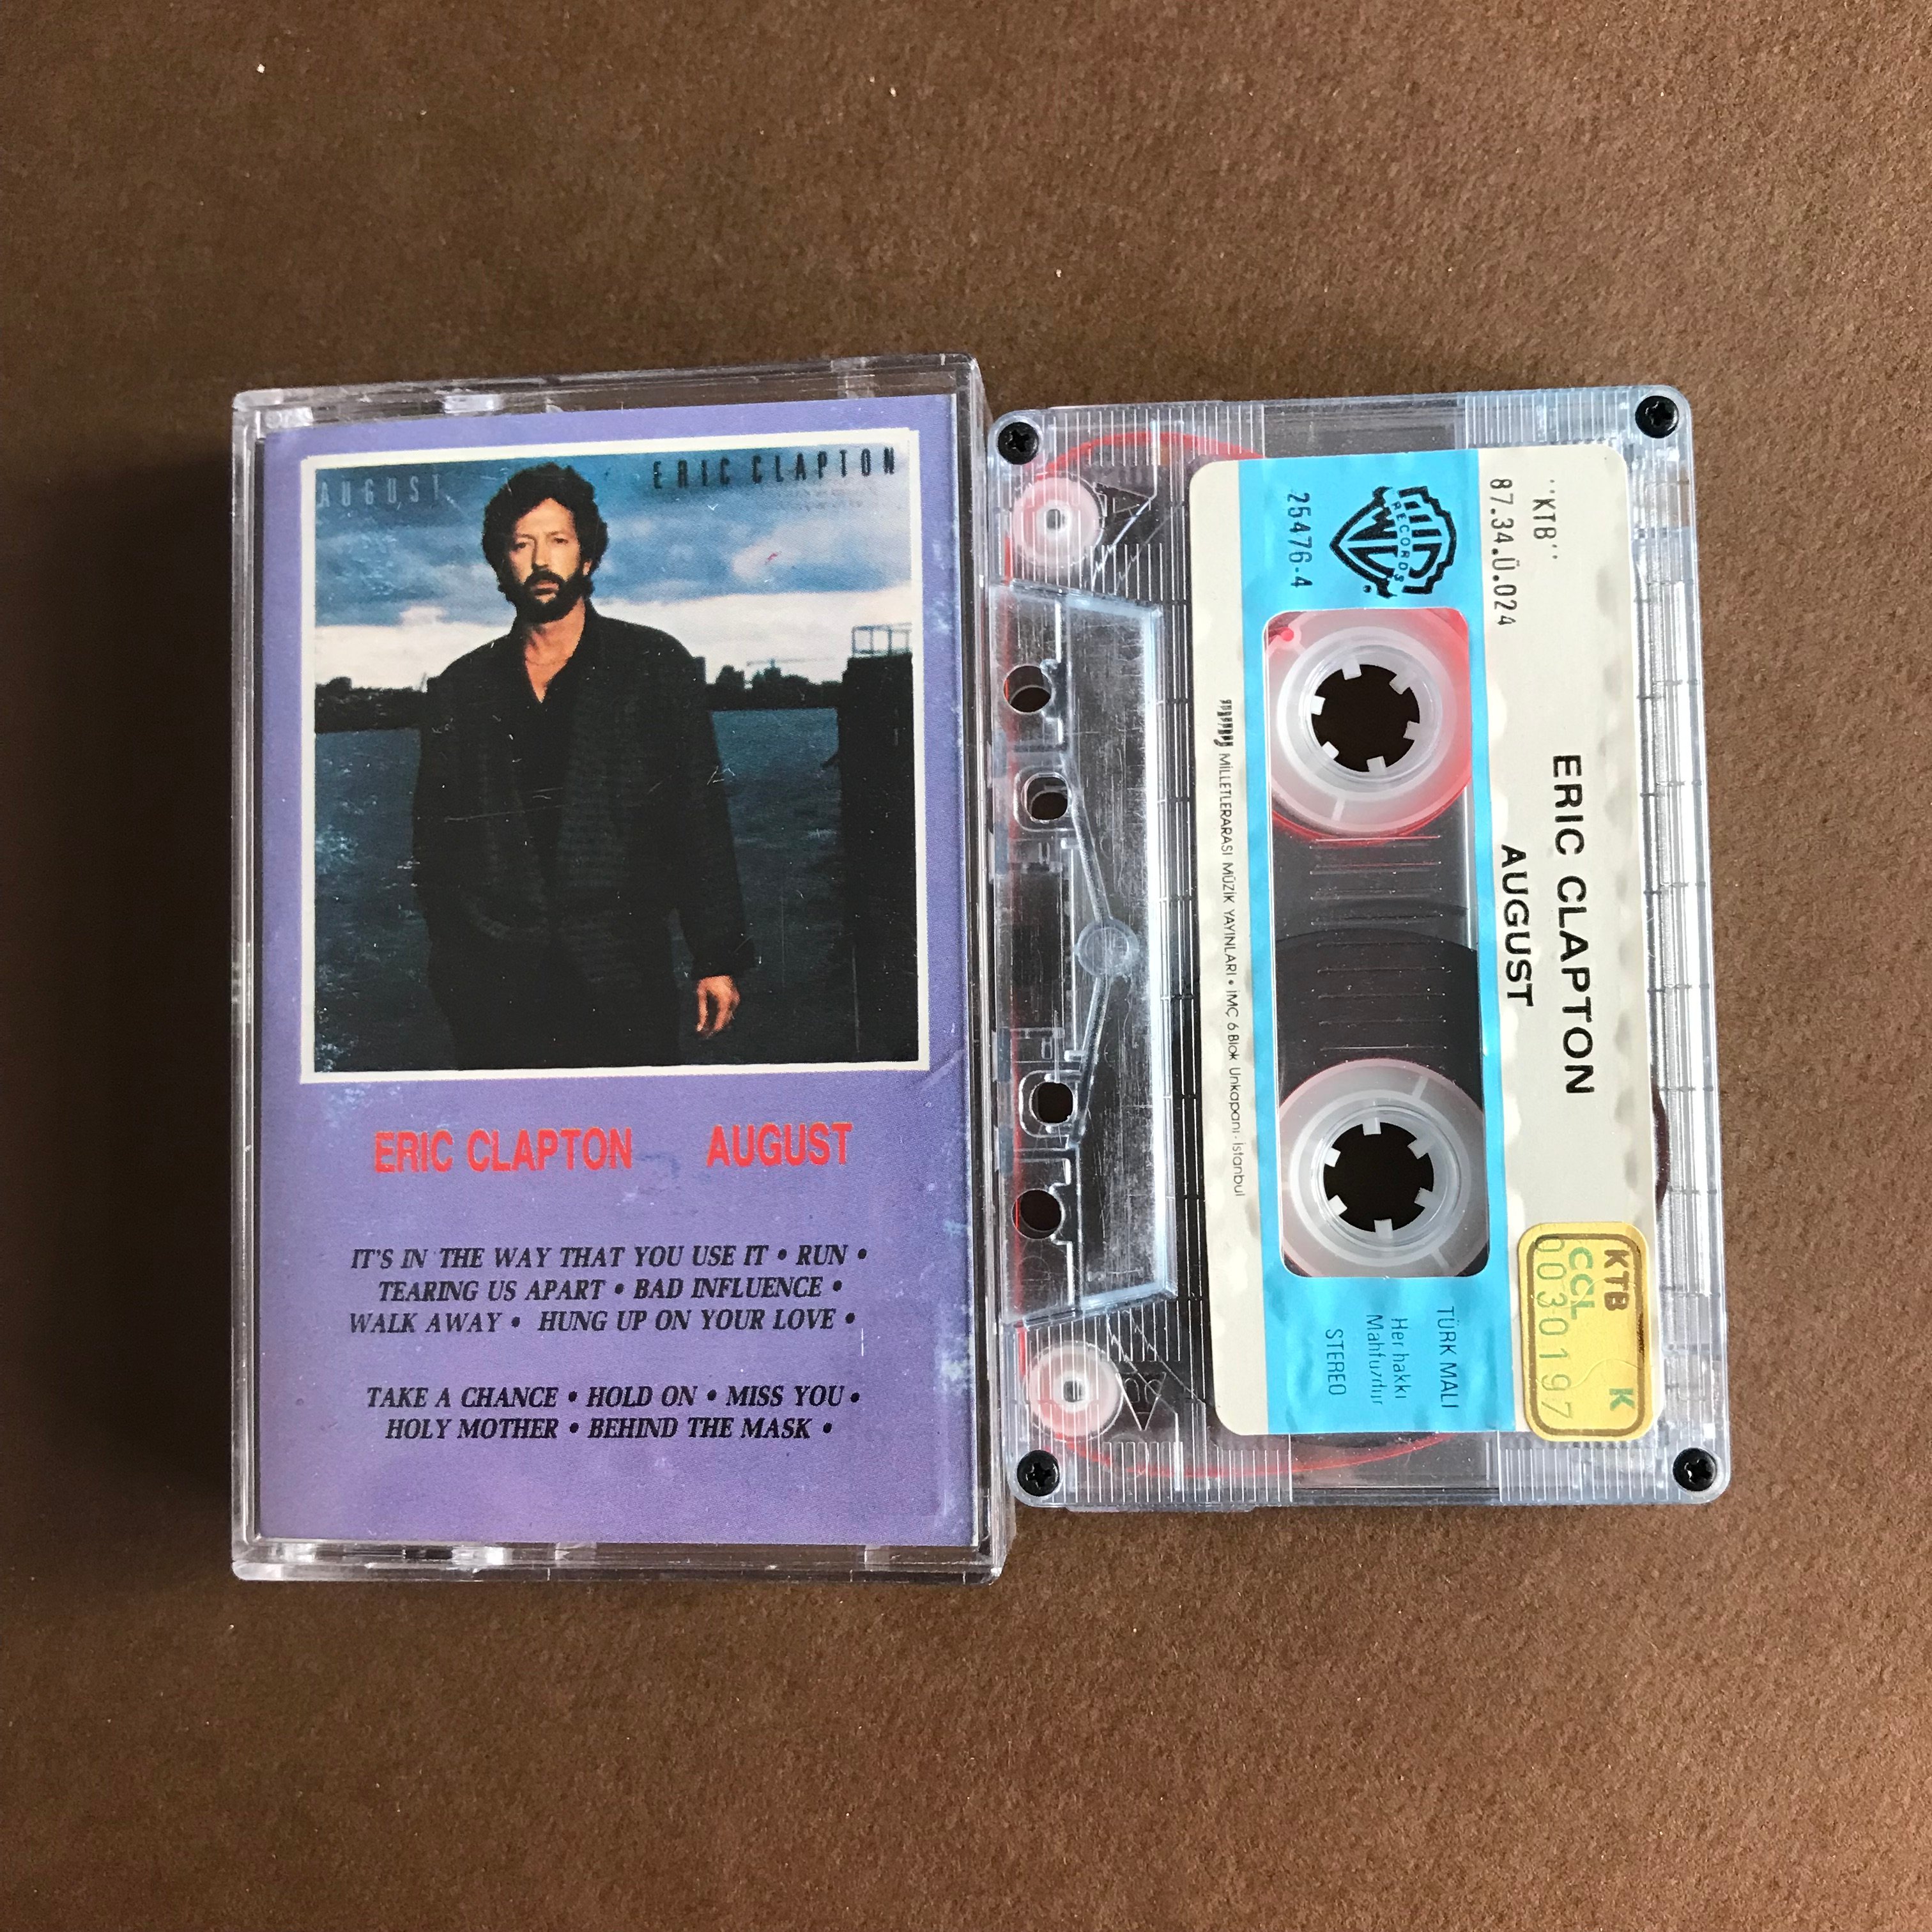 AUGUST
ERIC CLAPTON
ERIC CLAPTON AUGUST
IT'S IN THE WAY THAT YOU USE IT • RUN •
TEARING US APART • BAD INFLUENCE •
WALK AWAY • HUNG UP ON YOUR LOVE •
TAKE A CHANCE • HOLD ON • MISS YOU •
HOLY MOTHER • BEHIND THE MASK •
A
B
''KTB''
87.34.Ü.024
ERIC CLAPTON
AUGUST
RECORDS
25476-4
TÜRK MALI
Her hakkı
Mahfuzdur
STEREO
MİLLETLERARASI MÜZİK YAYINLARI • İMÇ 6 Blok Unkapanı - İstanbul
KTB K
CCL
0030197